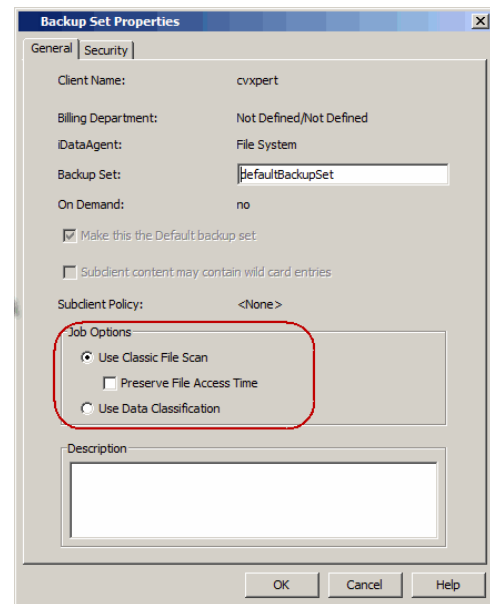 Backup Set Properties
General Security
Client Name: cvxpert
Billing Department: Not Defined/Not Defined
iDataAgent: File System
Backup Set: defaultBackupSet
On Demand: no
Make this the Default backup set
Subclient content may contain wild card entries
Subclient Policy: <None>
Job Options
Use Classic File Scan
Preserve File Access Time
Use Data Classification
Description
OK Cancel Help